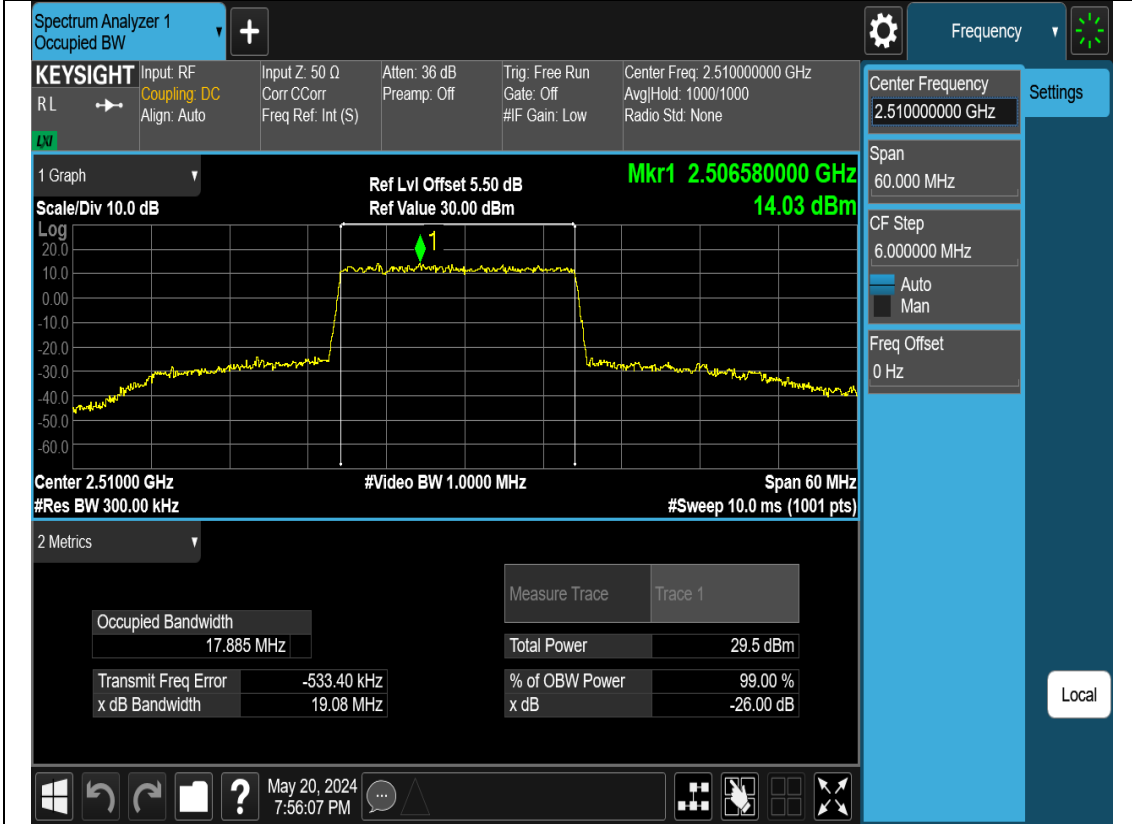 Spectrum Analyzer 1
Occupied BW
Frequency
KEYSIGHT
RL
LXI
Input: RF
Coupling: DC
Align: Auto
Input Z: 50 Ω
Corr CCorr
Freq Ref: Int (S)
Atten: 36 dB
Preamp: Off
Trig: Free Run
Gate: Off
#IF Gain: Low
Center Freq: 2.510000000 GHz
Avg|Hold: 1000/1000
Radio Std: None
Center Frequency
2.510000000 GHz
Settings
Span
60.000 MHz
CF Step
6.000000 MHz
Auto
Man
Freq Offset
0 Hz
Local
1 Graph
Scale/Div 10.0 dB
Ref Lvl Offset 5.50 dB
Ref Value 30.00 dBm
Mkr1 2.506580000 GHz
14.03 dBm
Log
20.0
10.0
0.00
-10.0
-20.0
-30.0
-40.0
-50.0
-60.0
1
Center 2.51000 GHz
#Video BW 1.0000 MHz
Span 60 MHz
#Res BW 300.00 kHz
#Sweep 10.0 ms (1001 pts)
2 Metrics
Measure Trace Trace 1
Occupied Bandwidth
17.885 MHz
Total Power 29.5 dBm
Transmit Freq Error -533.40 kHz
% of OBW Power 99.00 %
x dB Bandwidth 19.08 MHz
x dB -26.00 dB
May 20, 2024
7:56:07 PM